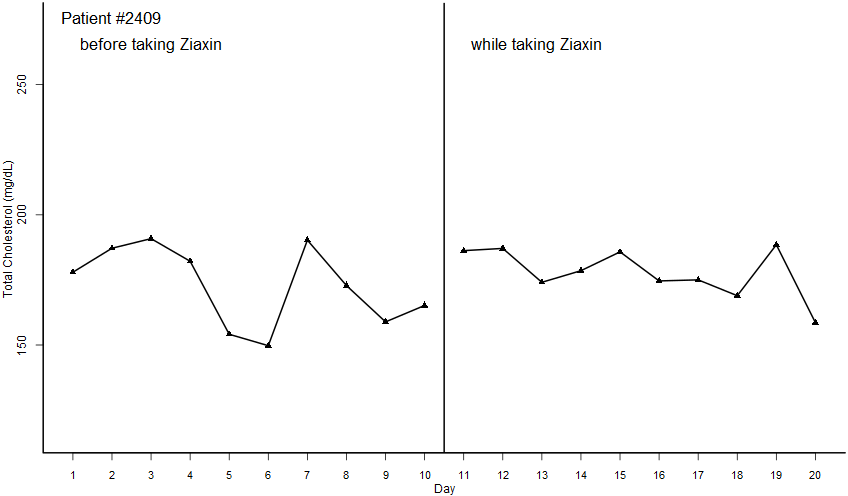 Patient #2409
before taking Ziaxin
while taking Ziaxin
Total Cholesterol (mg/dL)
250
200
150
1 2 3 4 5 6 7 8 9 10 11 12 13 14 15 16 17 18 19 20
Day